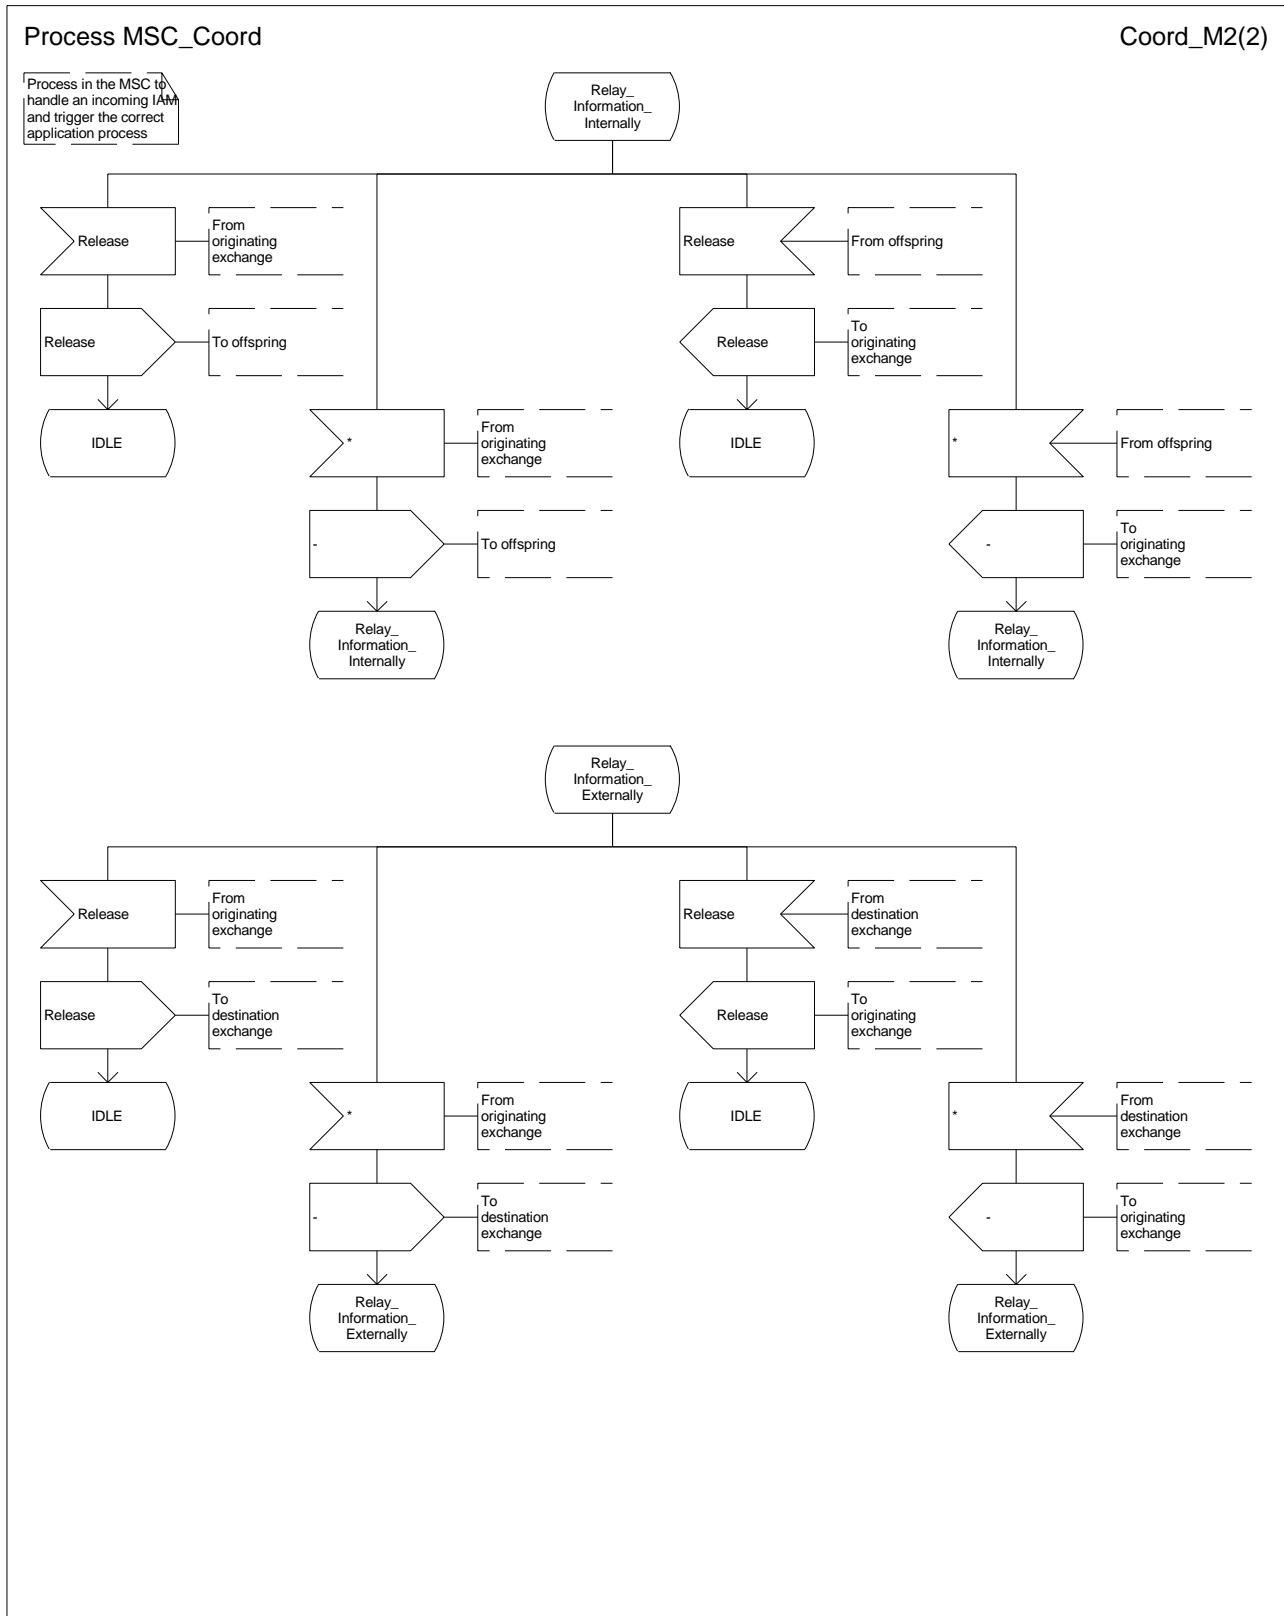 Process MSC_Coord
Coord_M2(2)
Process in the MSC to
handle an incoming IAM
and trigger the correct
application process
Relay_
Information_
Internally
Release
From
originating
exchange
Release
From offspring
Release
To offspring
Release
To
originating
exchange
IDLE
*
From
originating
exchange
IDLE
*
From offspring
-
To offspring
-
To
originating
exchange
Relay_
Information_
Internally
Relay_
Information_
Internally
Relay_
Information_
Externally
Release
From
originating
exchange
Release
From
destination
exchange
Release
To
destination
exchange
Release
To
originating
exchange
IDLE
*
From
originating
exchange
IDLE
*
From
destination
exchange
-
To
destination
exchange
-
To
originating
exchange
Relay_
Information_
Externally
Relay_
Information_
Externally